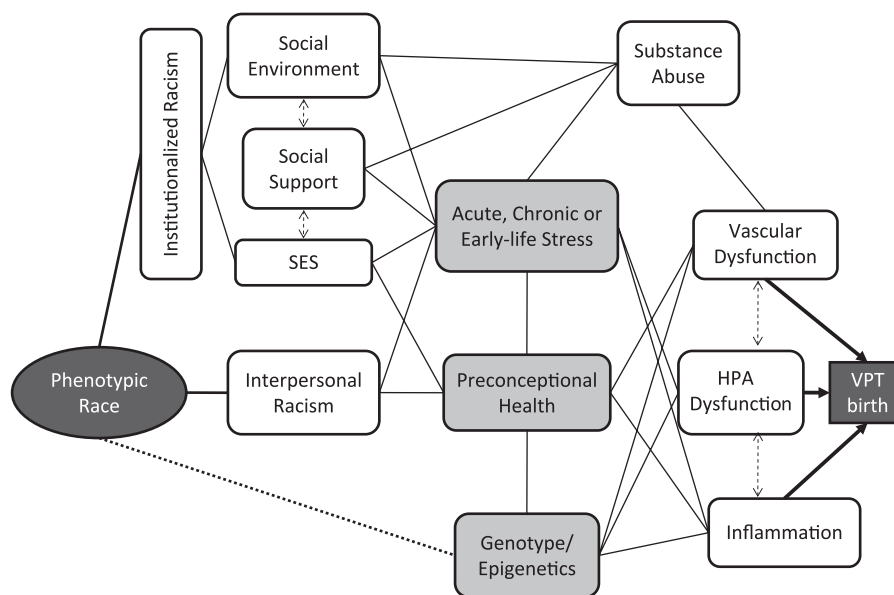 Institutionalized Racism
Social
Environment
Social
Support
SES
Substance
Abuse
Acute, Chronic or
Early-life Stress
Vascular
Dysfunction
Phenotypic
Race
Interpersonal
Racism
Preconceptional
Health
HPA
Dysfunction
VPT
birth
Genotype/
Epigenetics
Inflammation